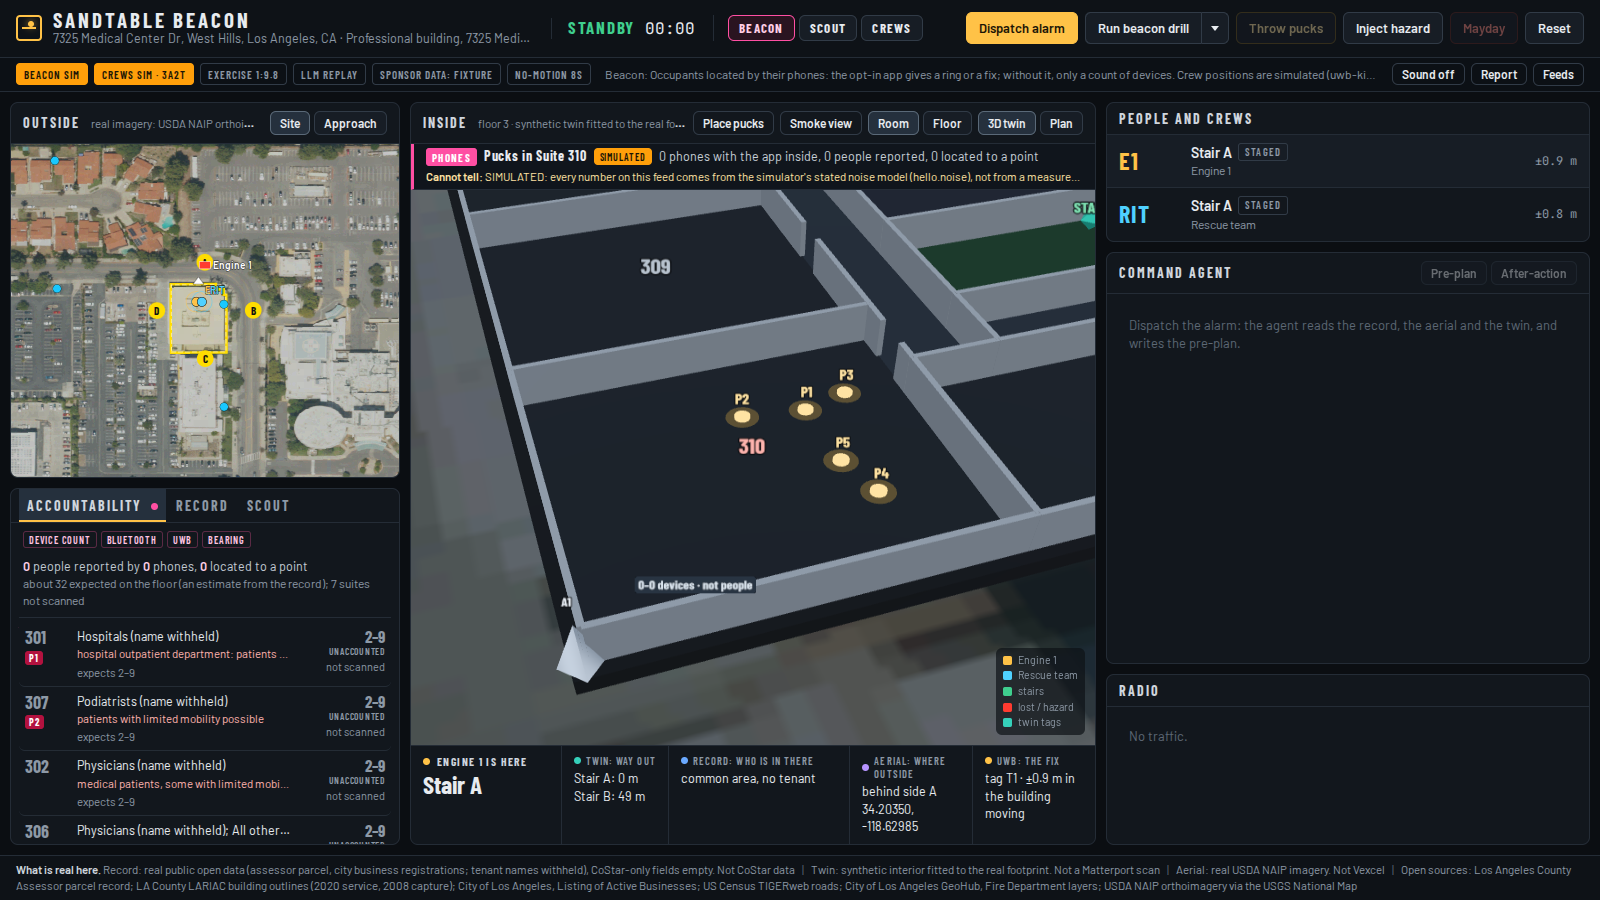 SANDTABLE BEACON
7325 Medical Center Dr, West Hills, Los Angeles, CA · Professional building, 7325 Medi...
STANDBY 00:00
BEACON SCOUT CREWS
Dispatch alarm Run beacon drill Throw pucks Inject hazard Mayday Reset
BEACON SIM CREWS SIM · 3A2T EXERCISE 1:9.8 LLM REPLAY SPONSOR DATA: FIXTURE NO-MOTION 8S
Beacon: Occupants located by their phones: the opt-in app gives a ring or a fix; without it, only a count of devices. Crew positions are simulated (uwb-ki...
Sound off Report Feeds
OUTSIDE real imagery: USDA NAIP orthoi...
Site Approach
Engine 1
D
B
C
ACCOUNTABILITY RECORD SCOUT
DEVICE COUNT BLUETOOTH UWB BEARING
0 people reported by 0 phones, 0 located to a point
about 32 expected on the floor (an estimate from the record); 7 suites
not scanned
301 Hospitals (name withheld) 2–9
P1 hospital outpatient department: patients ... UNACCOUNTED
expects 2–9 not scanned
307 Podiatrists (name withheld) 2–9
P2 patients with limited mobility possible UNACCOUNTED
expects 2–9 not scanned
302 Physicians (name withheld) 2–9
medical patients, some with limited mobi... UNACCOUNTED
expects 2–9 not scanned
306 Physicians (name withheld); All other... 2–9
INSIDE floor 3 · synthetic twin fitted to the real fo...
Place pucks Smoke view Room Floor 3D twin Plan
PHONES Pucks in Suite 310 SIMULATED 0 phones with the app inside, 0 people reported, 0 located to a point
Cannot tell: SIMULATED: every number on this feed comes from the simulator's stated noise model (hello.noise), not from a measure...
STA
309
P3
P1
P2
310
P5
P4
0–0 devices · not people
A1
Engine 1
Rescue team
stairs
lost / hazard
twin tags
ENGINE 1 IS HERE
Stair A
TWIN: WAY OUT
Stair A: 0 m
Stair B: 49 m
RECORD: WHO IS IN THERE
common area, no tenant
AERIAL: WHERE
OUTSIDE
behind side A
34.20350,
-118.62985
UWB: THE FIX
tag T1 · ±0.9 m in
the building
moving
PEOPLE AND CREWS
E1 Stair A STAGED ±0.9 m
Engine 1
RIT Stair A STAGED ±0.8 m
Rescue team
COMMAND AGENT Pre-plan After-action
Dispatch the alarm: the agent reads the record, the aerial and the twin, and
writes the pre-plan.
RADIO
No traffic.
What is real here. Record: real public open data (assessor parcel, city business registrations; tenant names withheld), CoStar-only fields empty. Not CoStar data | Twin: synthetic interior fitted to the real footprint. Not a Matterport scan | Aerial: real USDA NAIP imagery. Not Vexcel | Open sources: Los Angeles County
Assessor parcel record; LA County LARIAC building outlines (2020 service, 2008 capture); City of Los Angeles, Listing of Active Businesses; US Census TIGERweb roads; City of Los Angeles GeoHub, Fire Department layers; USDA NAIP orthoimagery via the USGS National Map